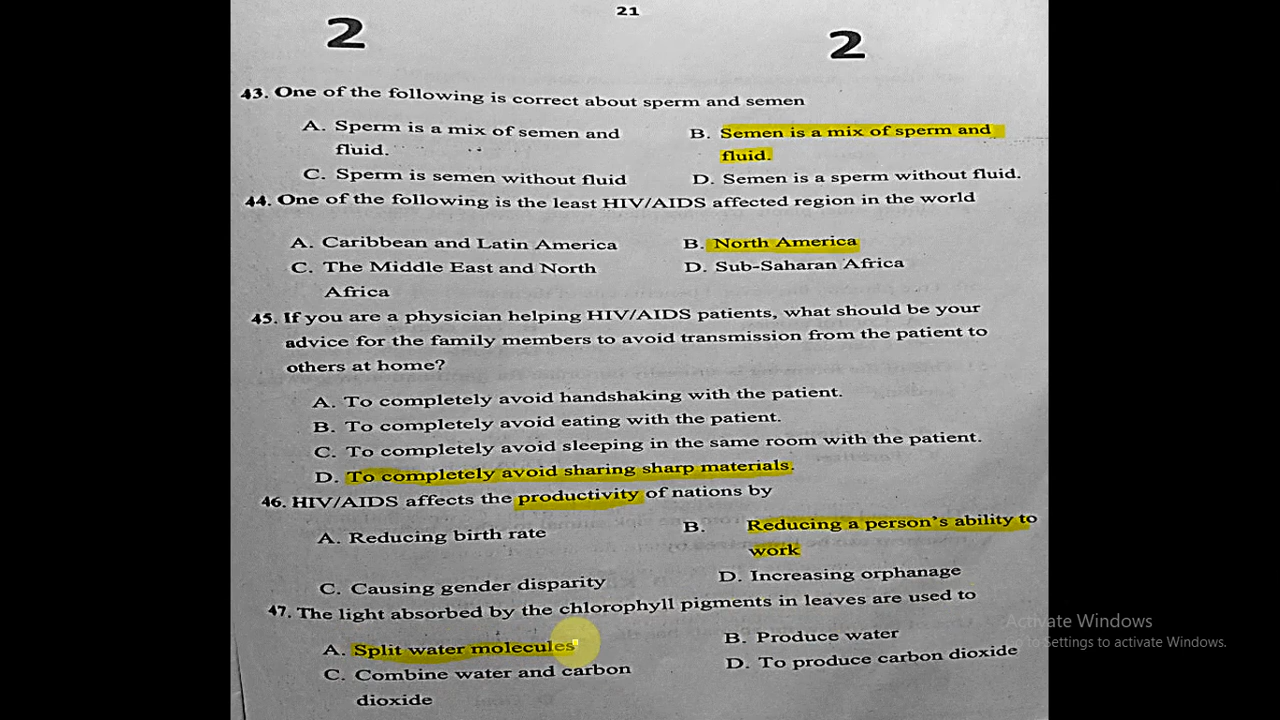 21
2
2
43. One of the following is correct about sperm and semen
A. Sperm is a mix of semen and
fluid.
B. Semen is a mix of sperm and
fluid.
C. Sperm is semen without fluid
D. Semen is a sperm without fluid.
44. One of the following is the least HIV/AIDS affected region in the world
A. Caribbean and Latin America
B. North America
C. The Middle East and North
Africa
D. Sub-Saharan Africa
45. If you are a physician helping HIV/AIDS patients, what should be your
advice for the family members to avoid transmission from the patient to
others at home?
A. To completely avoid handshaking with the patient.
B. To completely avoid eating with the patient.
C. To completely avoid sleeping in the same room with the patient.
D. To completely avoid sharing sharp materials.
46. HIV/AIDS affects the productivity of nations by
A. Reducing birth rate
B. Reducing a person's ability to
work
C. Causing gender disparity
D. Increasing orphanage
47. The light absorbed by the chlorophyll pigments in leaves are used to
A. Split water molecules
B. Produce water
C. Combine water and carbon
dioxide
D. To produce carbon dioxide
Activate Windows
to Settings to activate Windows.